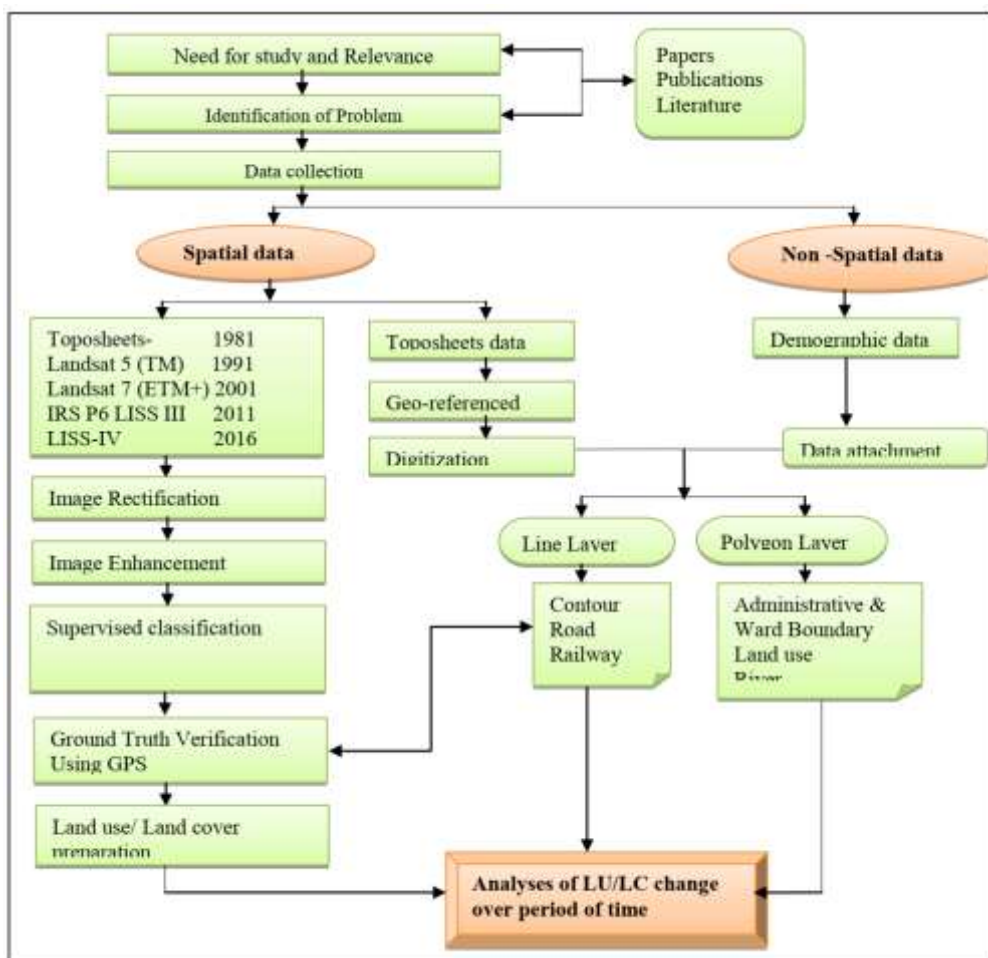 Need for study and Relevance
Papers
Publications
Literature
Identification of Problem
Data collection
Spatial data
Non -Spatial data
Toposheets- 1981
Landsat 5 (TM) 1991
Landsat 7 (ETM+) 2001
IRS P6 LISS III 2011
LISS-IV 2016
Toposheets data
Demographic data
Geo-referenced
Digitization
Data attachment
Image Rectification
Line Layer
Polygon Layer
Image Enhancement
Supervised classification
Contour
Road
Railway
Administrative &
Ward Boundary
Land use
River
Ground Truth Verification
Using GPS
Land use/ Land cover
preparation
Analyses of LU/LC change
over period of time